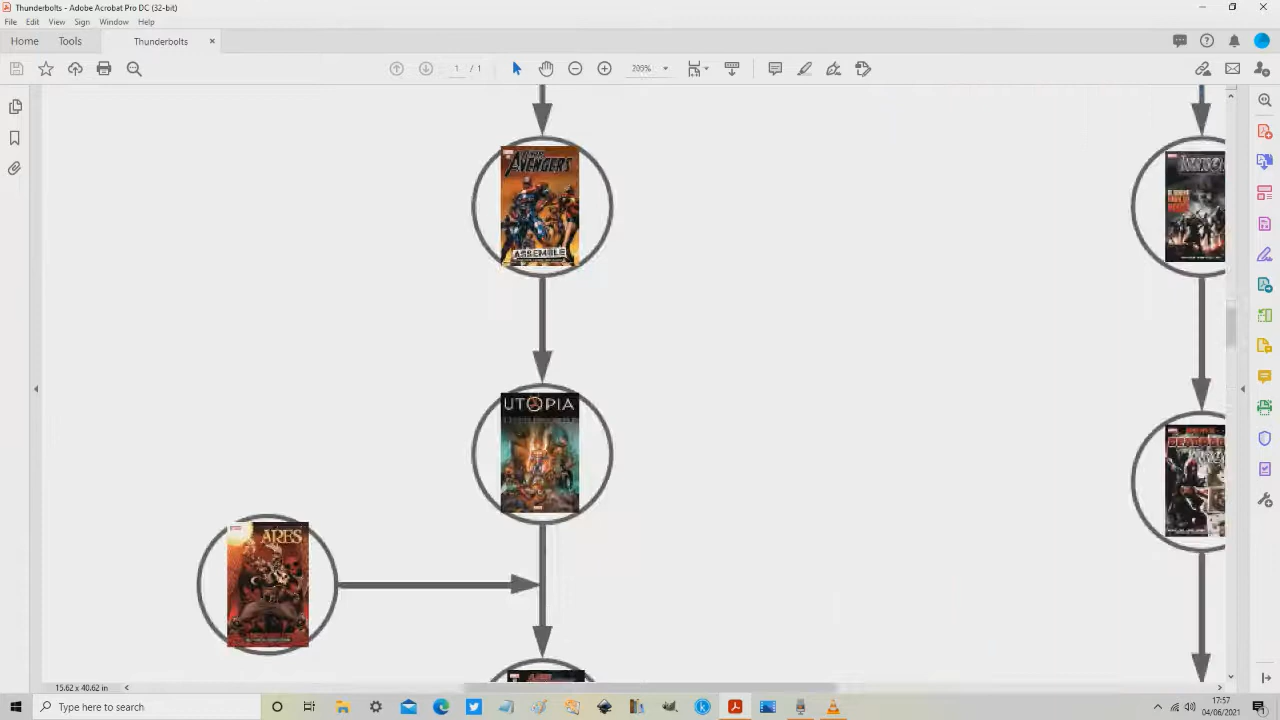 Thunderbolts - Adobe Acrobat Pro DC (32-bit)
File Edit View Sign Window Help
Home Tools Thunderbolts
1 / 1 209%
AVENGERS
ASSEMBLE
UTOPIA
ARES
15.62 x 40.62 in
Type here to search
17:57
04/06/2021